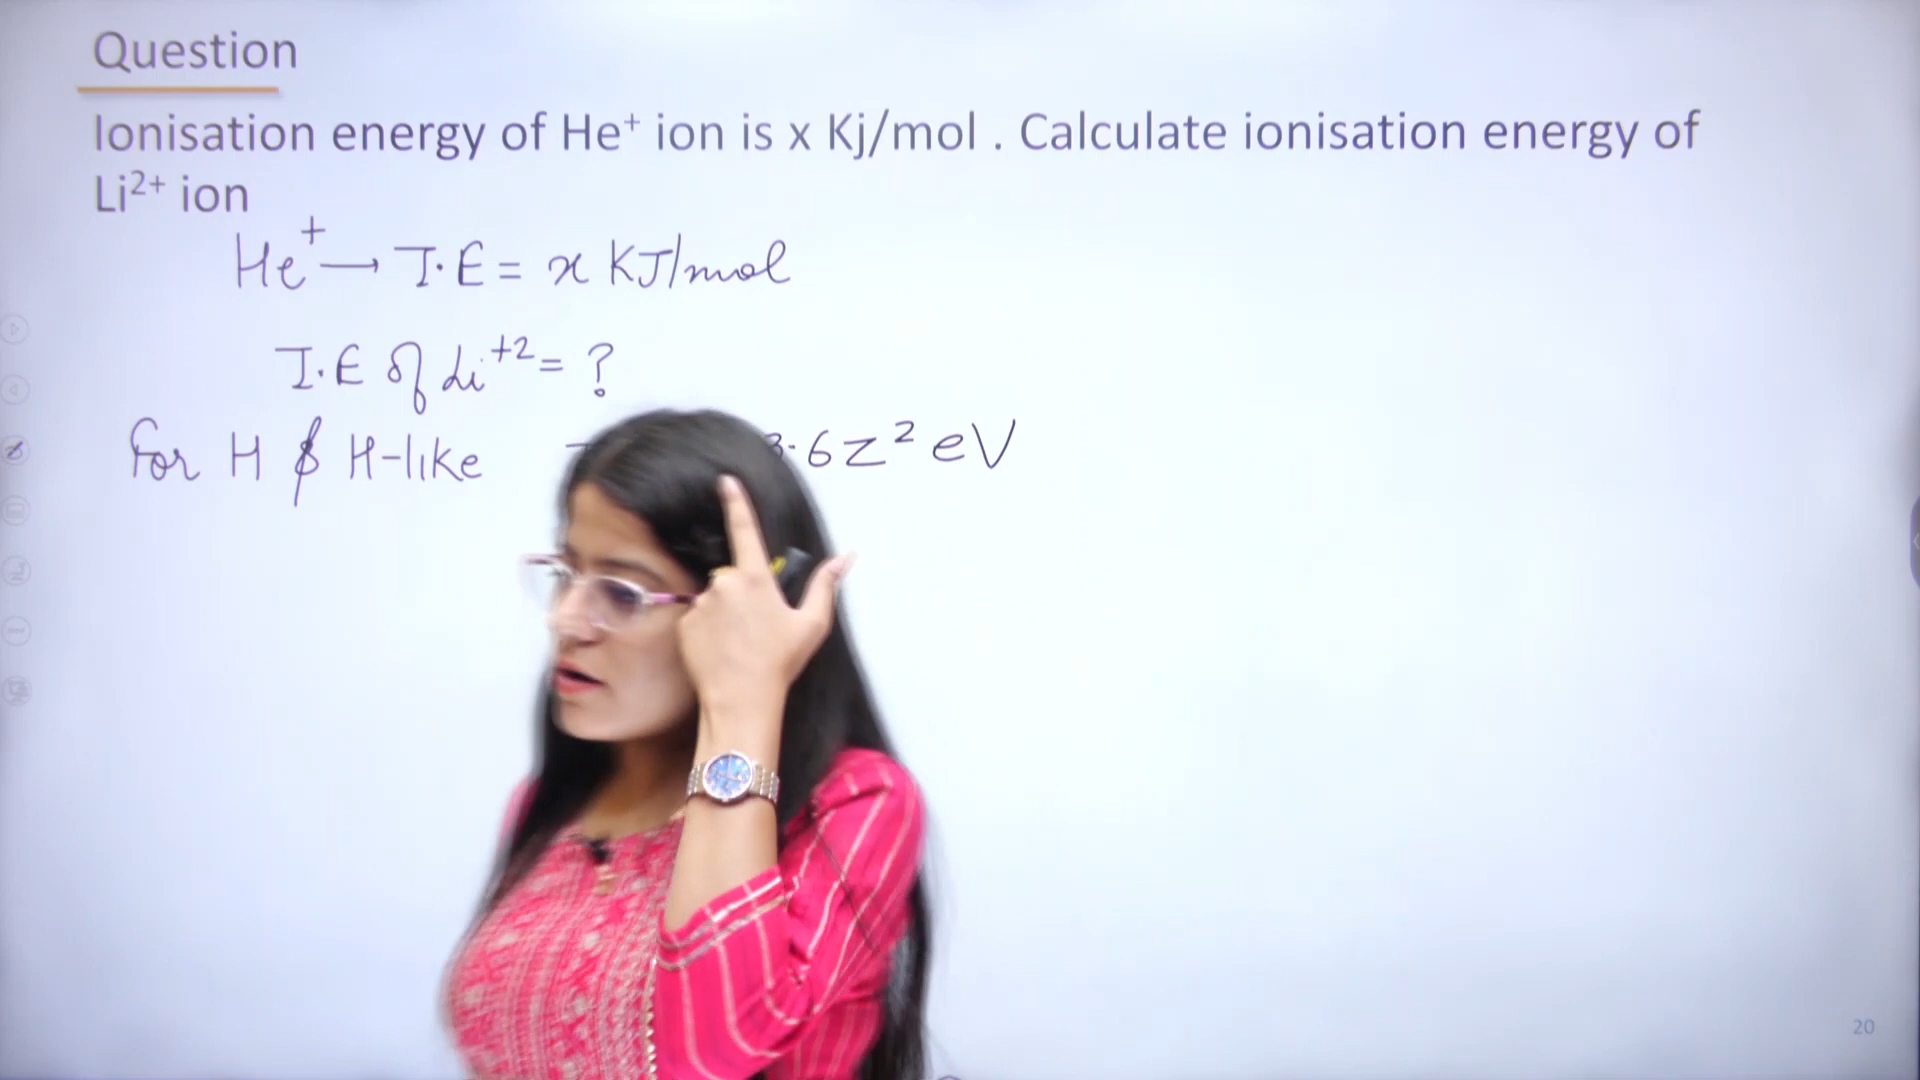 Question
Ionisation energy of He⁺ ion is x Kj/mol . Calculate ionisation energy of
Li²⁺ ion
He⁺ → I.E = x KJ/mol
I.E of Li⁺² = ?
For H & H-like .6Z² eV
20